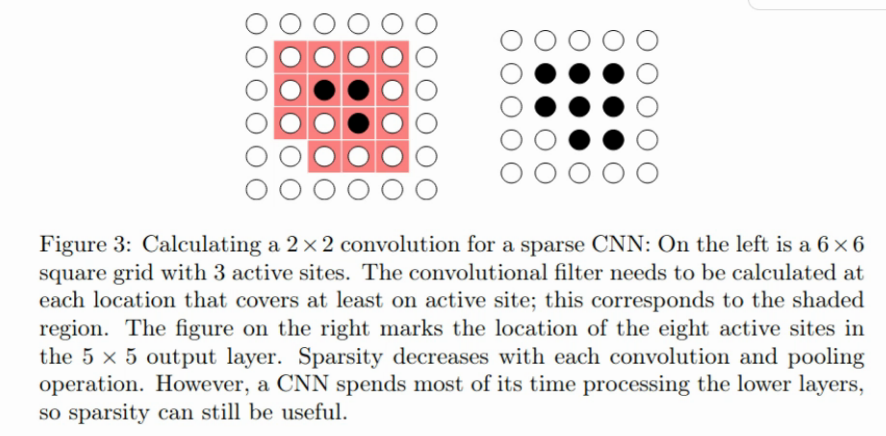 Figure 3: Calculating a 2 × 2 convolution for a sparse CNN: On the left is a 6 × 6
square grid with 3 active sites. The convolutional filter needs to be calculated at
each location that covers at least on active site; this corresponds to the shaded
region. The figure on the right marks the location of the eight active sites in
the 5 × 5 output layer. Sparsity decreases with each convolution and pooling
operation. However, a CNN spends most of its time processing the lower layers,
so sparsity can still be useful.